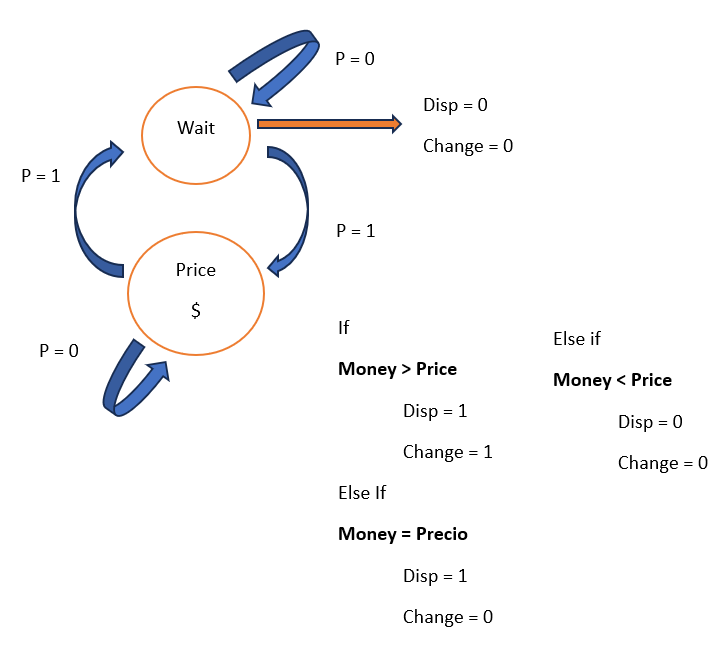 P = 0
Wait
Disp = 0
Change = 0
P = 1
P = 1
Price
$
P = 0
If
Money > Price
Disp = 1
Change = 1
Else if
Money < Price
Disp = 0
Change = 0
Else If
Money = Precio
Disp = 1
Change = 0